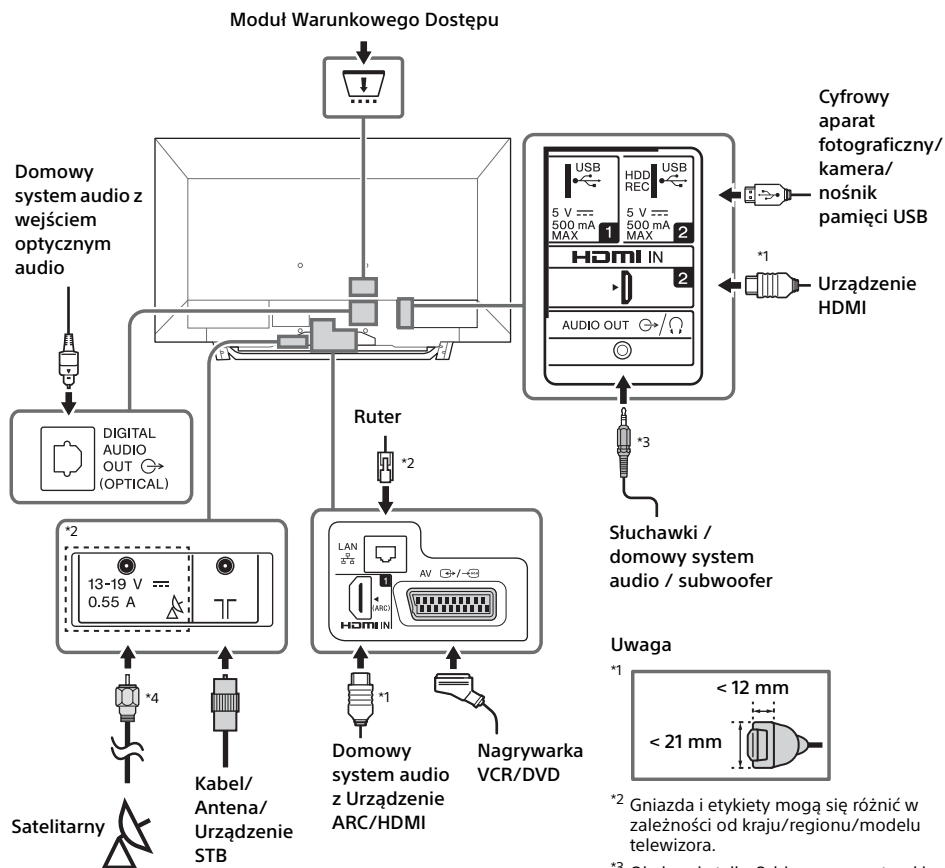 Moduł Warunkowego Dostępu
Domowy
system audio z
wejściem
optycznym
audio
DIGITAL
AUDIO
OUT
(OPTICAL)
USB
5 V
500 mA
MAX
1
HDD
REC
USB
5 V
500 mA
MAX
2
HDMI IN
2
AUDIO OUT
Cyfrowy
aparat
fotograficzny/
kamera/
nośnik
pamięci USB
*1
Urządzenie
HDMI
*3
Słuchawki /
domowy system
audio / subwoofer
Ruter
*2
LAN
1
(ARC)
HDMI IN
AV
*2
13-19 V
0.55 A
*4
Satelitarny
Kabel/
Antena/
Urządzenie
STB
*1
Domowy
system audio
z Urządzenie
ARC/HDMI
Nagrywarka
VCR/DVD
Uwaga
*1
< 12 mm
< 21 mm
*2 Gniazda i etykiety mogą się różnić w
zależności od kraju/regionu/modelu
telewizora.
*3